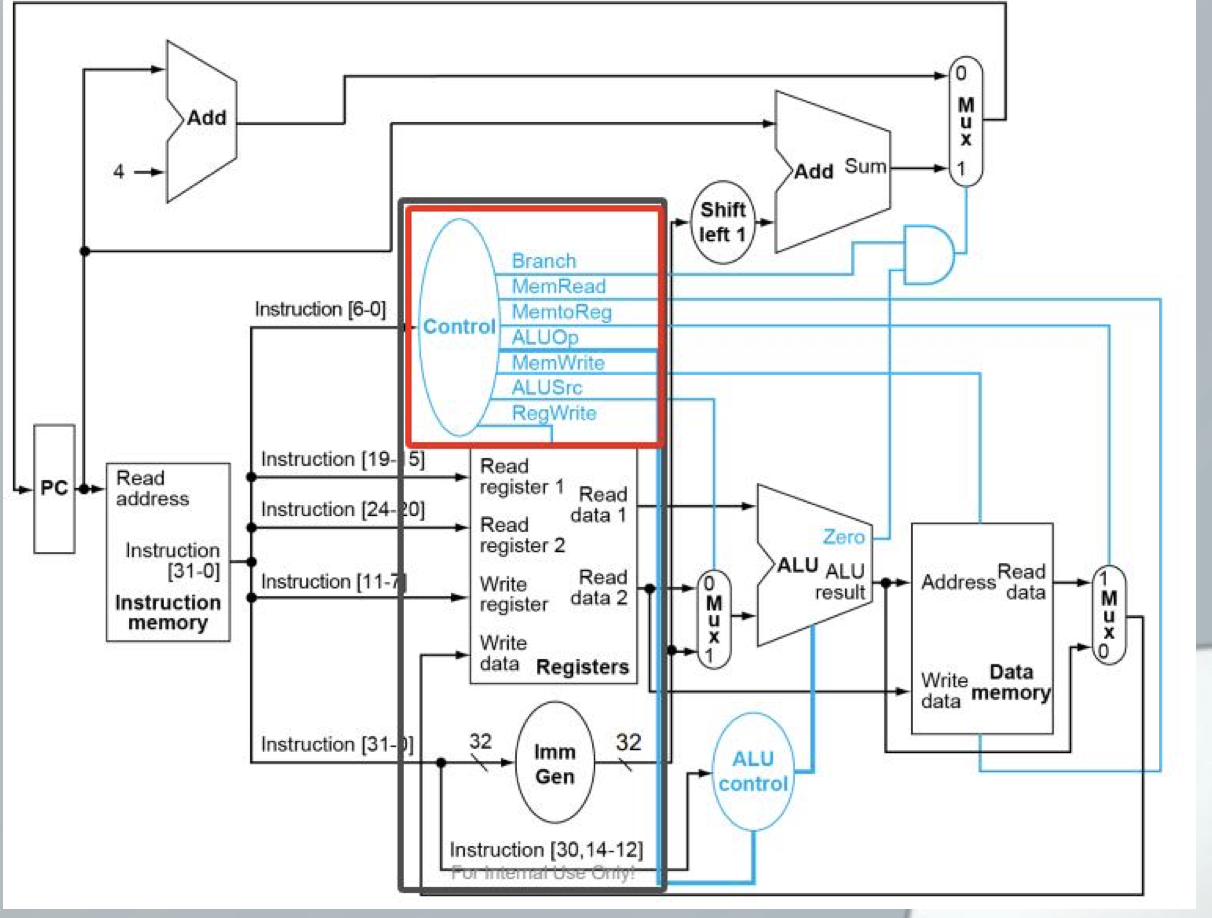 0
M
u
x
1
Add
4
Add Sum
Shift
left 1
Branch
MemRead
MemtoReg
ALUOp
MemWrite
ALUSrc
RegWrite
Control
Instruction [6-0]
Instruction [19-15]
Instruction [24-20]
Instruction [11-7]
Instruction [31-0]
PC
Read
address
Instruction
[31-0]
Instruction
memory
Read
register 1
Read
register 2
Write
register
Write
data
Read
data 1
Read
data 2
Registers
0
M
u
x
1
Zero
ALU
ALU
result
Address
Read
data
Write
data
Data
memory
1
M
u
x
0
32
Imm
Gen
32
ALU
control
Instruction [30,14-12]
For Internal Use Only!